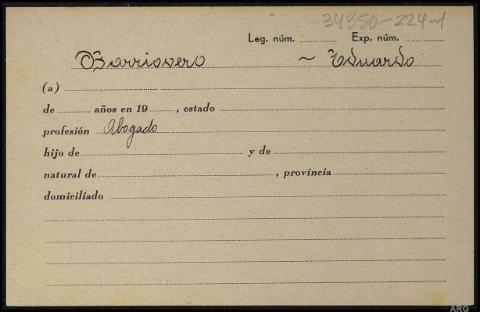 34350-224-1
Leg. núm. Exp. núm.
Barriovero ~ Eduardo
(a)
de años en 19 , estado
profesión Abogado
hijo de y de
natural de , provincia
domiciliado
ARG